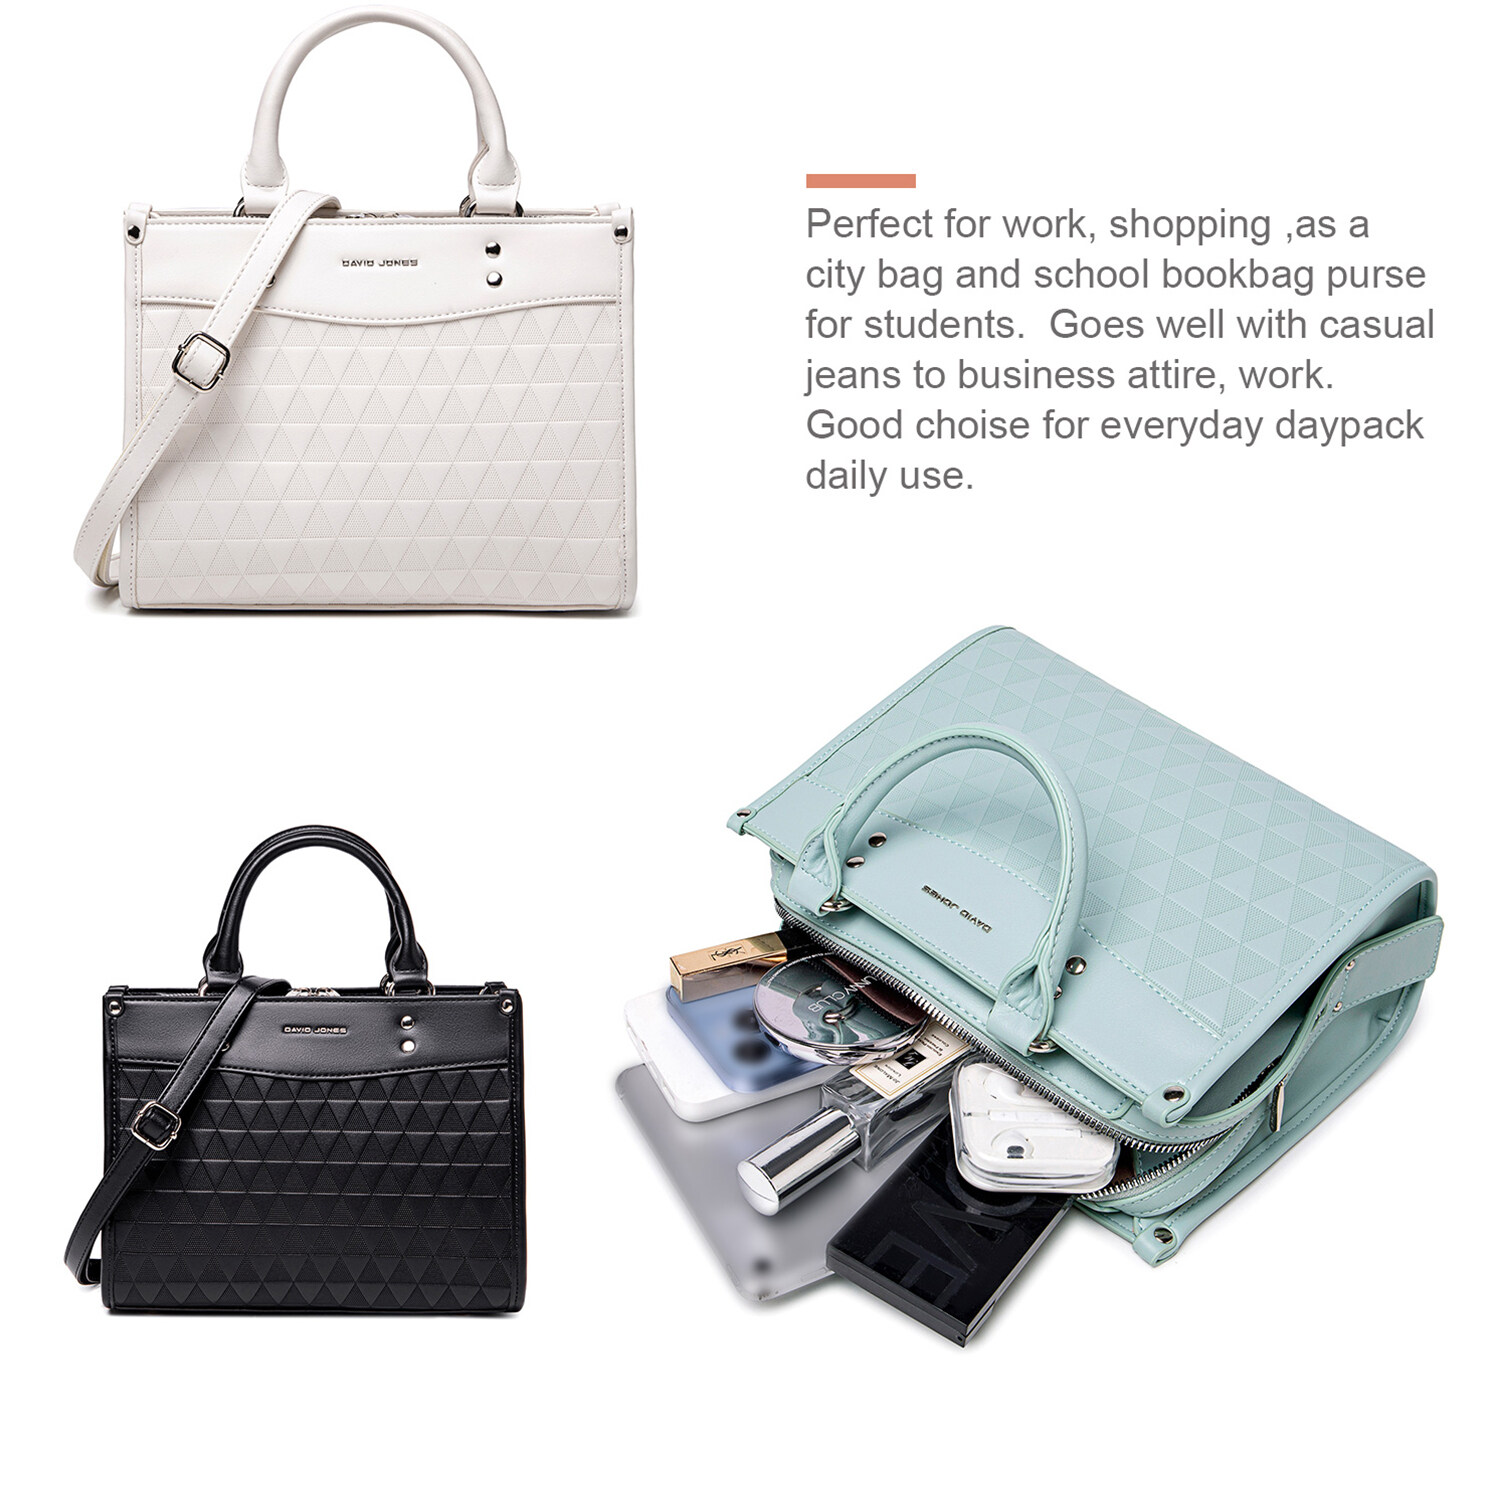 DAVID JONES
Perfect for work, shopping ,as a
city bag and school bookbag purse
for students.  Goes well with casual
jeans to business attire, work.
Good choise for everyday daypack
daily use.
DAVID JONES
DAVID JONES
YSL